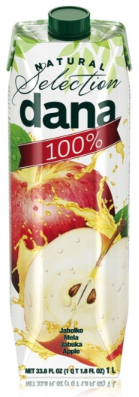 NATURAL
Selection
dana
100%
Jabolko
Mela
Jabuka
Apple
NET 33.8 FL OZ (1 QT 1.8 FL OZ) 1 L